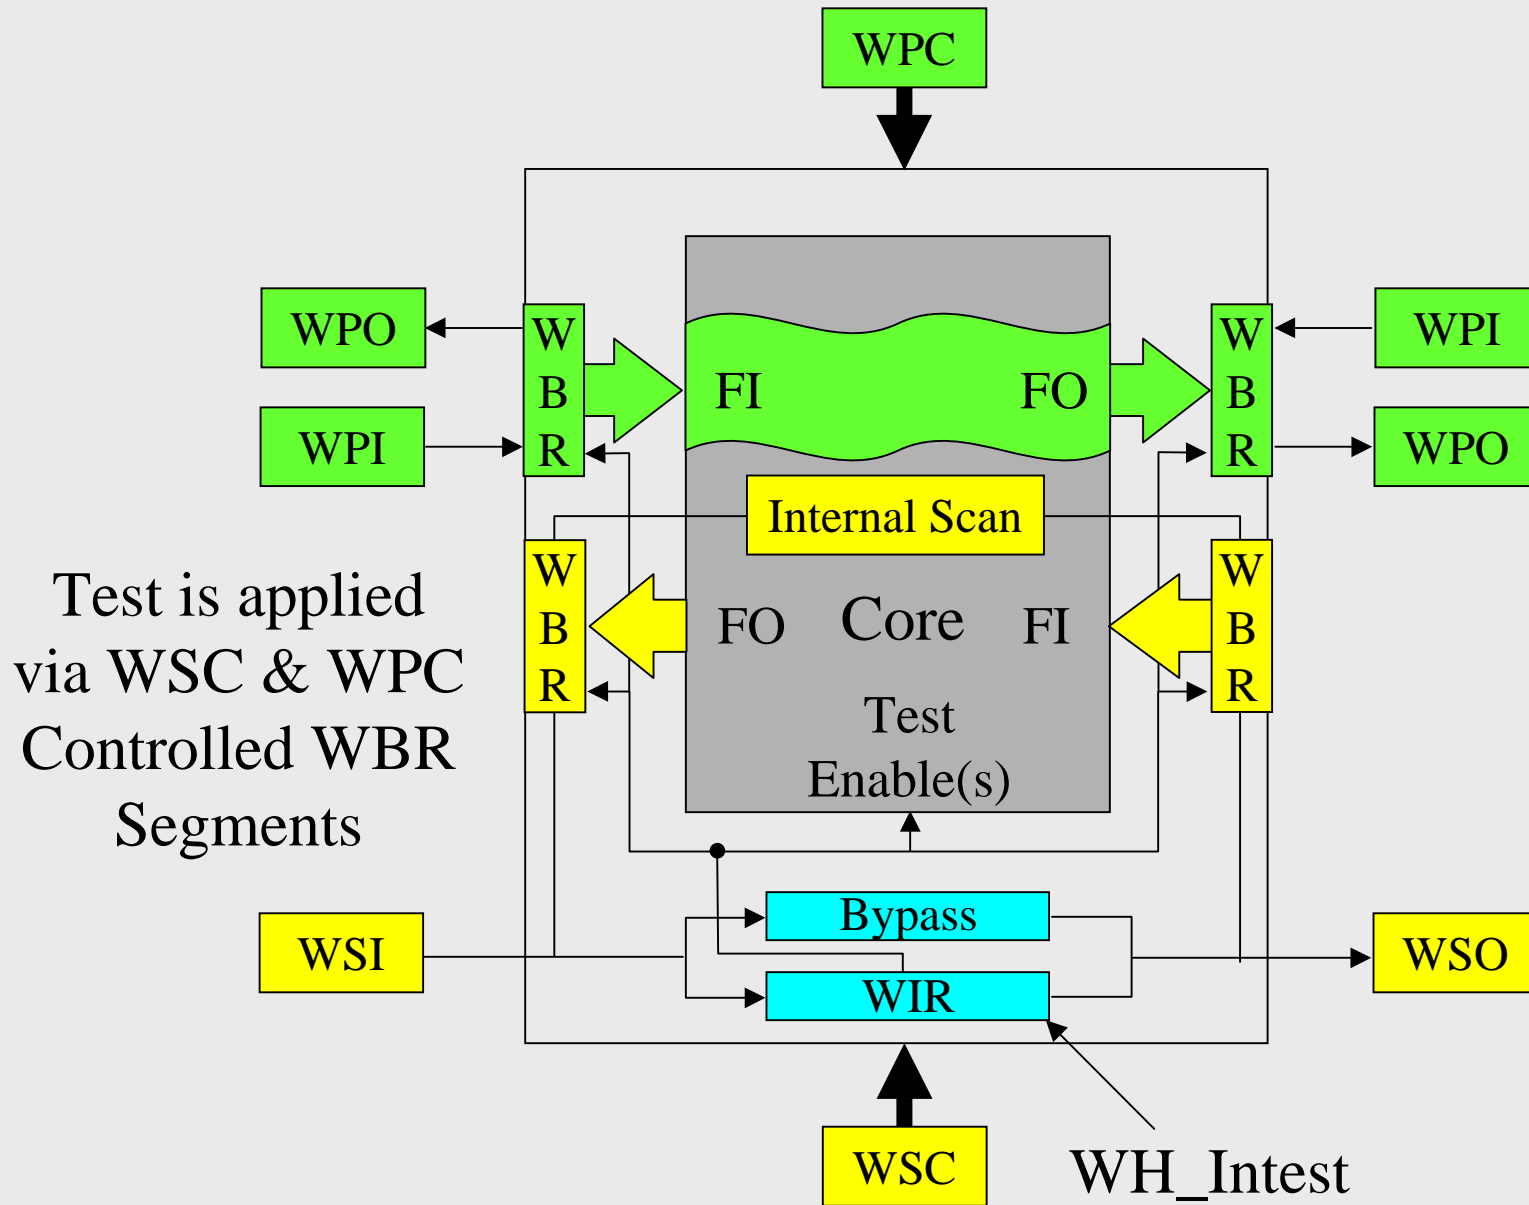 WPC
WPO
WPI
W
B
R
FI
FO
W
B
R
WPI
WPO
Internal Scan
W
B
R
FO
Core
FI
W
B
R
Test
Enable(s)
Test is applied
via WSC & WPC
Controlled WBR
Segments
WSI
Bypass
WIR
WSO
WSC
WH_Intest